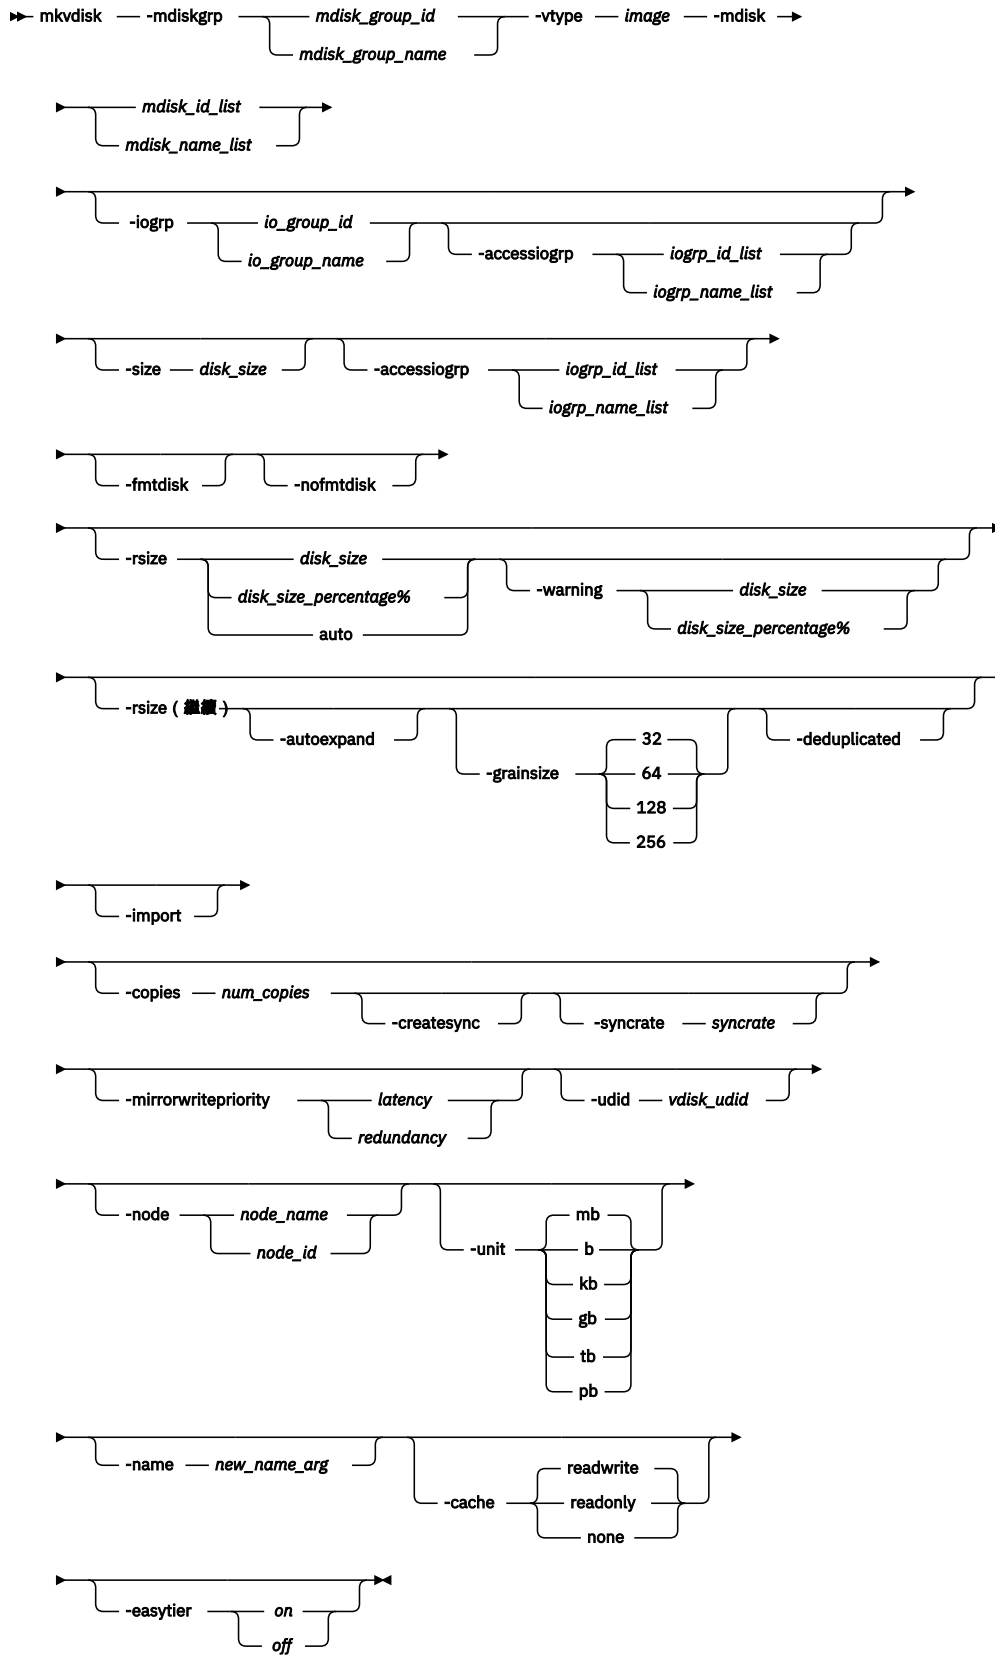 mkvdisk -mdiskgrp mdisk_group_id -vtype image -mdisk
mdisk_group_name
mdisk_id_list
mdisk_name_list
-iogrp io_group_id
io_group_name -accessiogrp iogrp_id_list
iogrp_name_list
-size disk_size -accessiogrp iogrp_id_list
iogrp_name_list
-fmtdisk -nofmtdisk
-rsize disk_size
disk_size_percentage% -warning disk_size
auto disk_size_percentage%
-rsize ( 繼續 )
-autoexpand 32 -deduplicated
-grainsize 64
128
256
-import
-copies num_copies
-createsync -syncrate syncrate
-mirrorwritepriority latency -udid vdisk_udid
redundancy
-node node_name mb
node_id -unit b
kb
gb
tb
pb
-name new_name_arg readwrite
-cache readonly
none
-easytier on
off